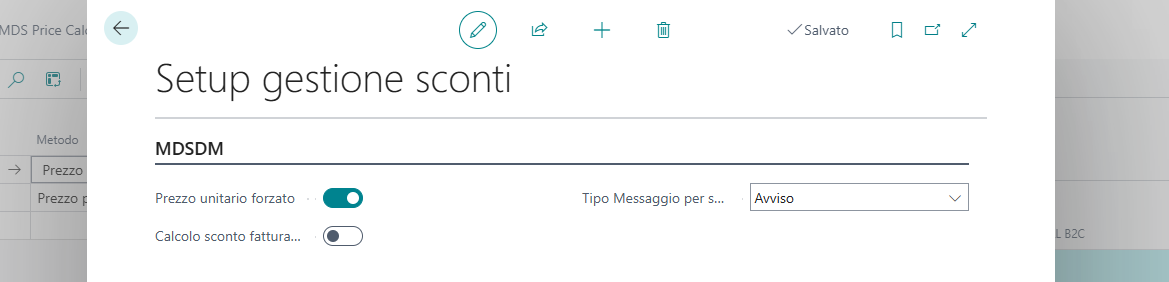 MDS Price Calc
Salvato
Setup gestione sconti
Metodo
MDSDM
Prezzo
Prezzo p
Prezzo unitario forzato
Tipo Messaggio per s...
Avviso
Calcolo sconto fattura...
L B2C